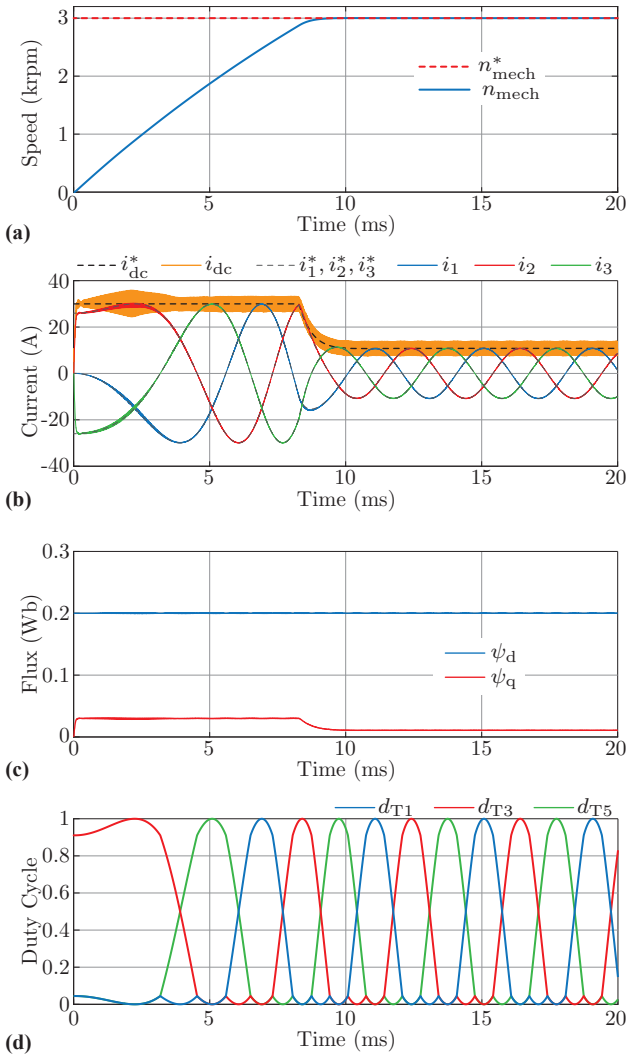 3
2
1
0
Speed (krpm)
n*mech
nmech
0 5 10 15 20
Time (ms)
(a)
i*dc idc i*1, i*2, i*3 i1 i2 i3
40
20
0
-20
-40
Current (A)
0 5 10 15 20
Time (ms)
(b)
0.3
0.2
0.1
0
Flux (Wb)
ψd
ψq
0 5 10 15 20
Time (ms)
(c)
dT1 dT3 dT5
1
0.8
0.6
0.4
0.2
0
Duty Cycle
0 5 10 15 20
Time (ms)
(d)